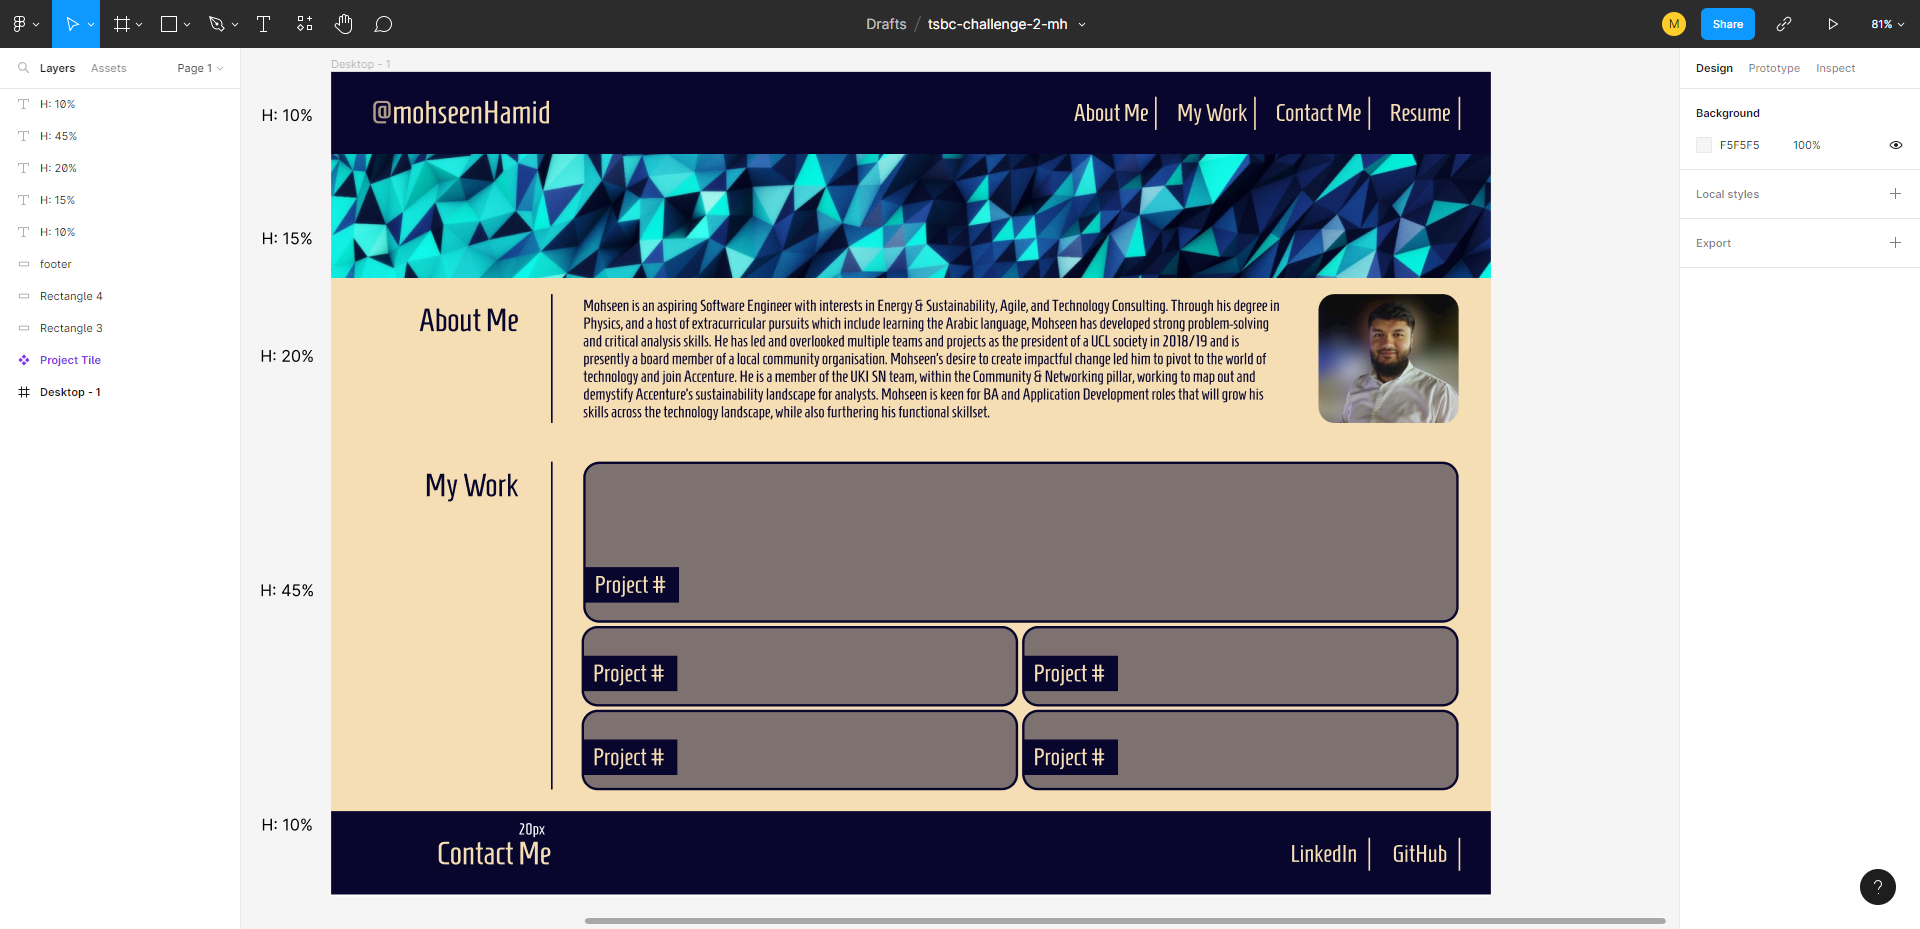 Drafts / tsbc-challenge-2-mh
M
Share
81%
Layers
Assets
Page 1
H: 10%
H: 45%
H: 20%
H: 15%
H: 10%
footer
Rectangle 4
Rectangle 3
Project Tile
Desktop - 1
Desktop - 1
H: 10%
@mohseenHamid
About Me
My Work
Contact Me
Resume
H: 15%
H: 20%
About Me
Mohseen is an aspiring Software Engineer with interests in Energy & Sustainability, Agile, and Technology Consulting. Through his degree in
Physics, and a host of extracurricular pursuits which include learning the Arabic language, Mohseen has developed strong problem-solving
and critical analysis skills. He has led and overlooked multiple teams and projects as the president of a UCL society in 2018/19 and is
presently a board member of a local community organisation. Mohseen's desire to create impactful change led him to pivot to the world of
technology and join Accenture. He is a member of the UKI SN team, within the Community & Networking pillar, working to map out and
demystify Accenture's sustainability landscape for analysts. Mohseen is keen for BA and Application Development roles that will grow his
skills across the technology landscape, while also furthering his functional skillset.
H: 45%
My Work
Project #
Project #
Project #
Project #
Project #
H: 10%
20px
Contact Me
LinkedIn
GitHub
Design
Prototype
Inspect
Background
F5F5F5
100%
Local styles
Export
?